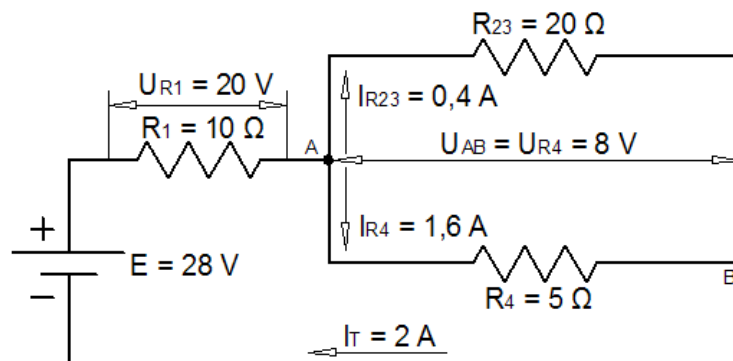 R23 = 20 Ω
UR1 = 20 V
IR23 = 0,4 A
R1 = 10 Ω
A
UAB = UR4 = 8 V
+
IR4 = 1,6 A
E = 28 V
B
−
R4 = 5 Ω
IT = 2 A